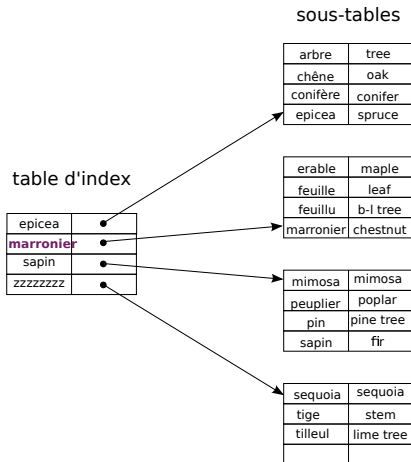 sous-tables
arbre tree
chêne oak
conifère conifer
epicea spruce
erable maple
feuille leaf
feuillu b-l tree
marronier chestnut
table d'index
epicea
marronier
sapin
zzzzzzzz
mimosa mimosa
peuplier poplar
pin pine tree
sapin fir
sequoia sequoia
tige stem
tilleul lime tree